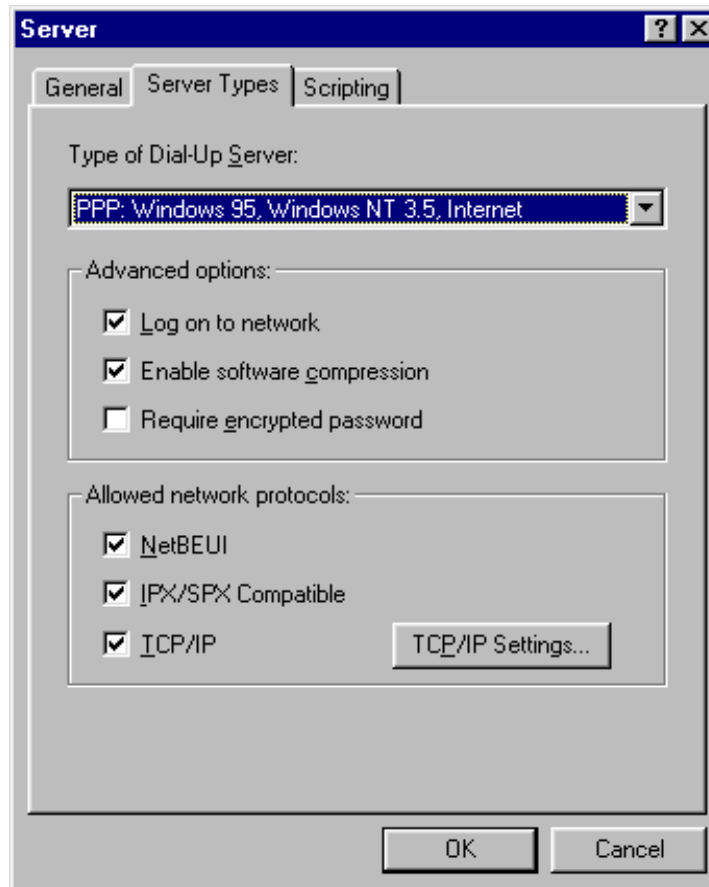 Server
General Server Types Scripting
Type of Dial-Up Server:
PPP: Windows 95, Windows NT 3.5, Internet
Advanced options:
Log on to network
Enable software compression
Require encrypted password
Allowed network protocols:
NetBEUI
IPX/SPX Compatible
TCP/IP TCP/IP Settings...
OK Cancel